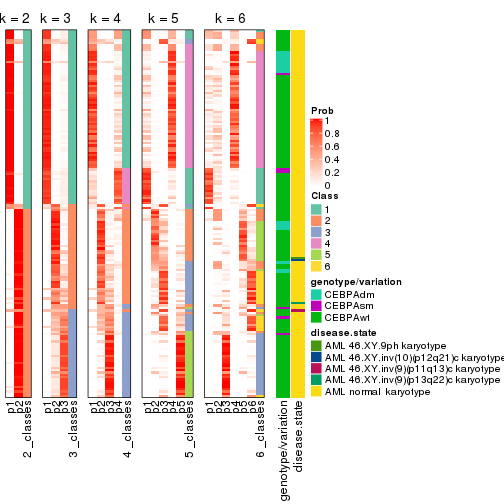 k = 2
k = 3
k = 4
k = 5
k = 6
Prob
1
0.8
0.6
0.4
0.2
0
Class
1
2
3
4
5
6
genotype/variation
CEBPAdm
CEBPAsm
CEBPAwt
disease.state
AML 46.XY.9ph karyotype
AML 46.XY.inv(10)(p12q21)c karyotype
AML 46.XY.inv(9)(p11q13)c karyotype
AML 46.XY.inv(9)(p13q22)c karyotype
AML normal karyotype
p1
p2
2_classes
p1
p2
p3
3_classes
p1
p2
p3
p4
4_classes
p1
p2
p3
p4
p5
5_classes
p1
p2
p3
p4
p5
p6
6_classes
genotype/variation
disease.state